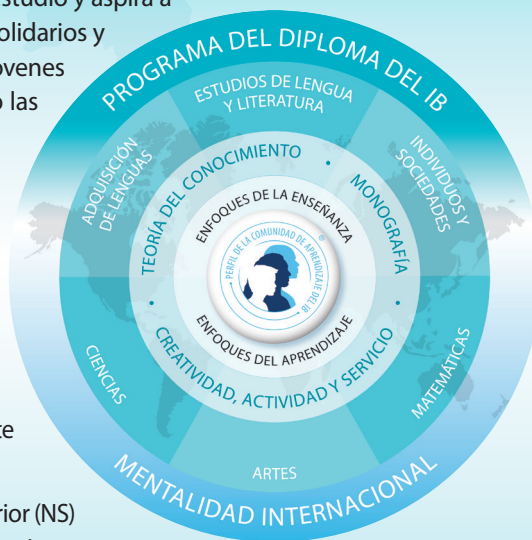 studio y aspira a
olidarios y
óvenes
o las
te
rior (NS)
PROGRAMA DEL DIPLOMA DEL IB
ESTUDIOS DE LENGUA
Y LITERATURA
ADQUISICIÓN
DE LENGUAS
INDIVIDUOS Y
SOCIEDADES
TEORÍA DEL CONOCIMIENTO
MONOGRAFÍA
ENFOQUES DE LA ENSEÑANZA
PERFIL DE LA COMUNIDAD DE APRENDIZAJE DEL IB
®
ENFOQUES DEL APRENDIZAJE
CREATIVIDAD, ACTIVIDAD Y SERVICIO
CIENCIAS
MATEMÁTICAS
ARTES
MENTALIDAD INTERNACIONAL